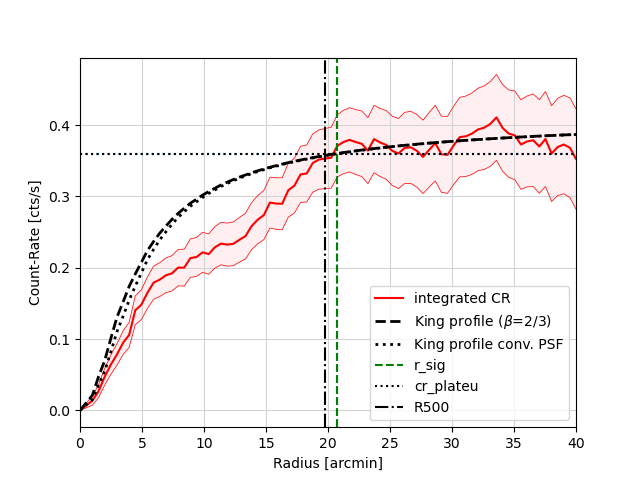 0.4
0.3
0.2
0.1
0.0
Count-Rate [cts/s]
integrated CR
King profile (β=2/3)
King profile conv. PSF
r_sig
cr_plateu
R500
0 5 10 15 20 25 30 35 40
Radius [arcmin]